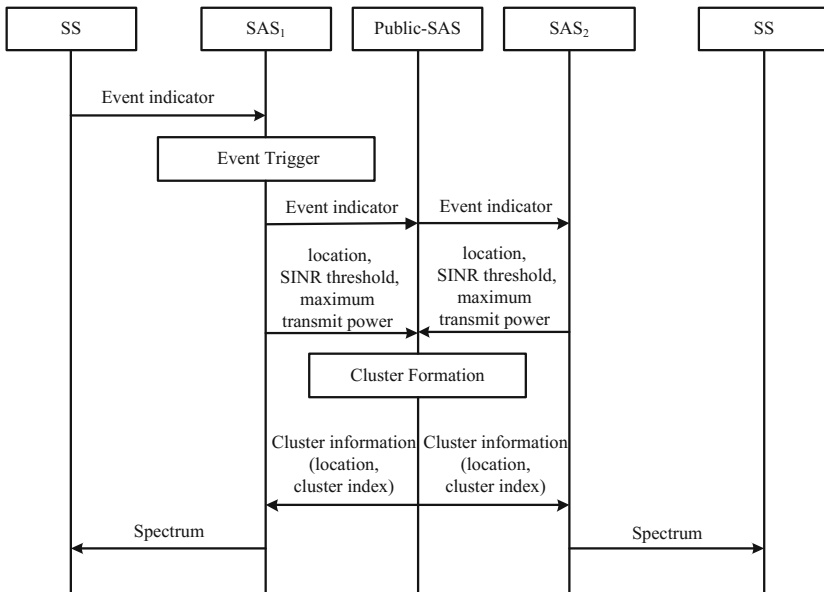 SS
SAS₁
Public-SAS
SAS₂
SS
Event indicator
Event Trigger
Event indicator
Event indicator
location,
SINR threshold,
maximum
transmit power
location,
SINR threshold,
maximum
transmit power
Cluster Formation
Cluster information
(location,
cluster index)
Cluster information
(location,
cluster index)
Spectrum
Spectrum